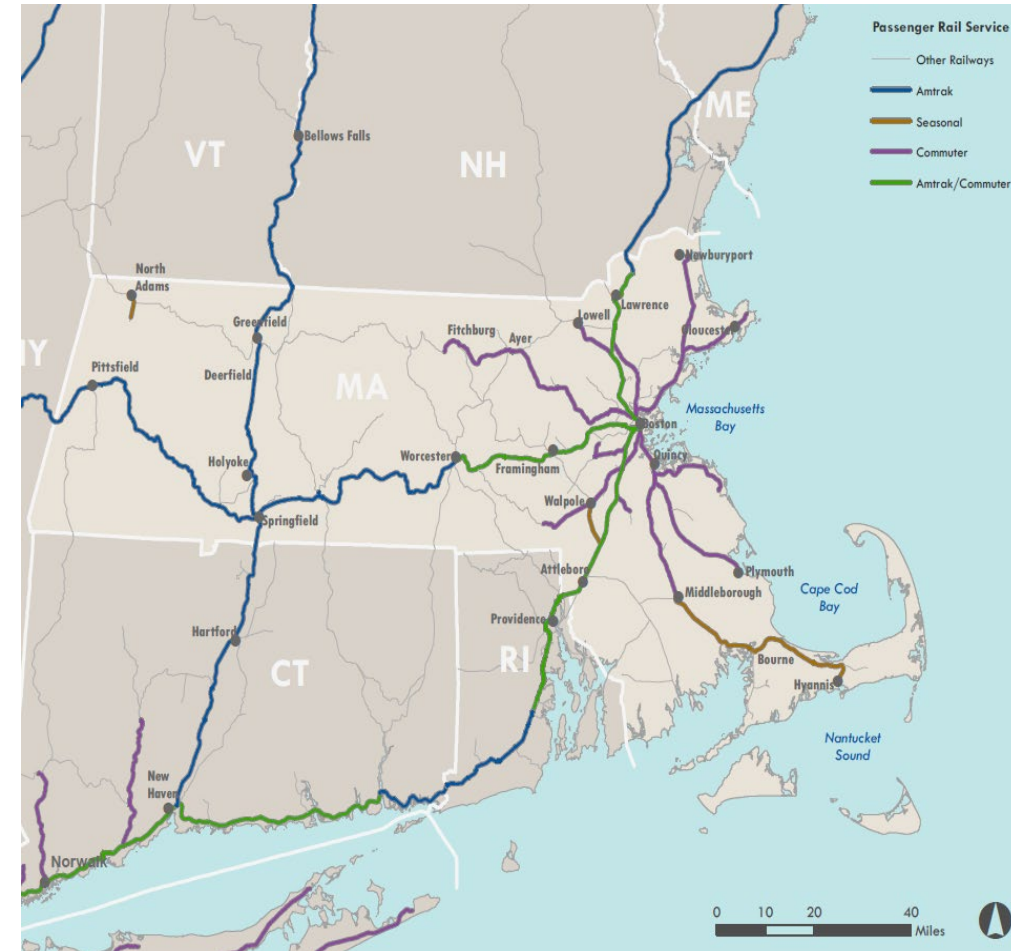 Passenger Rail Service
Other Railways
Amtrak
Seasonal
Commuter
Amtrak/Commuter
ME
VT
NH
Bellows Falls
North
Adams
Newburyport
Lawrence
Lowell
Gloucester
Greenfield
Fitchburg
Ayer
Pittsfield
Deerfield
MA
Massachusetts
Bay
Boston
Worcester
Framingham
Quincy
Holyoke
Walpole
Springfield
Attleboro
Plymouth
Middleborough
Cape Cod
Bay
Providence
Hartford
RI
CT
Bourne
Hyannis
Nantucket
Sound
New
Haven
Norwalk
0 10 20 40
Miles